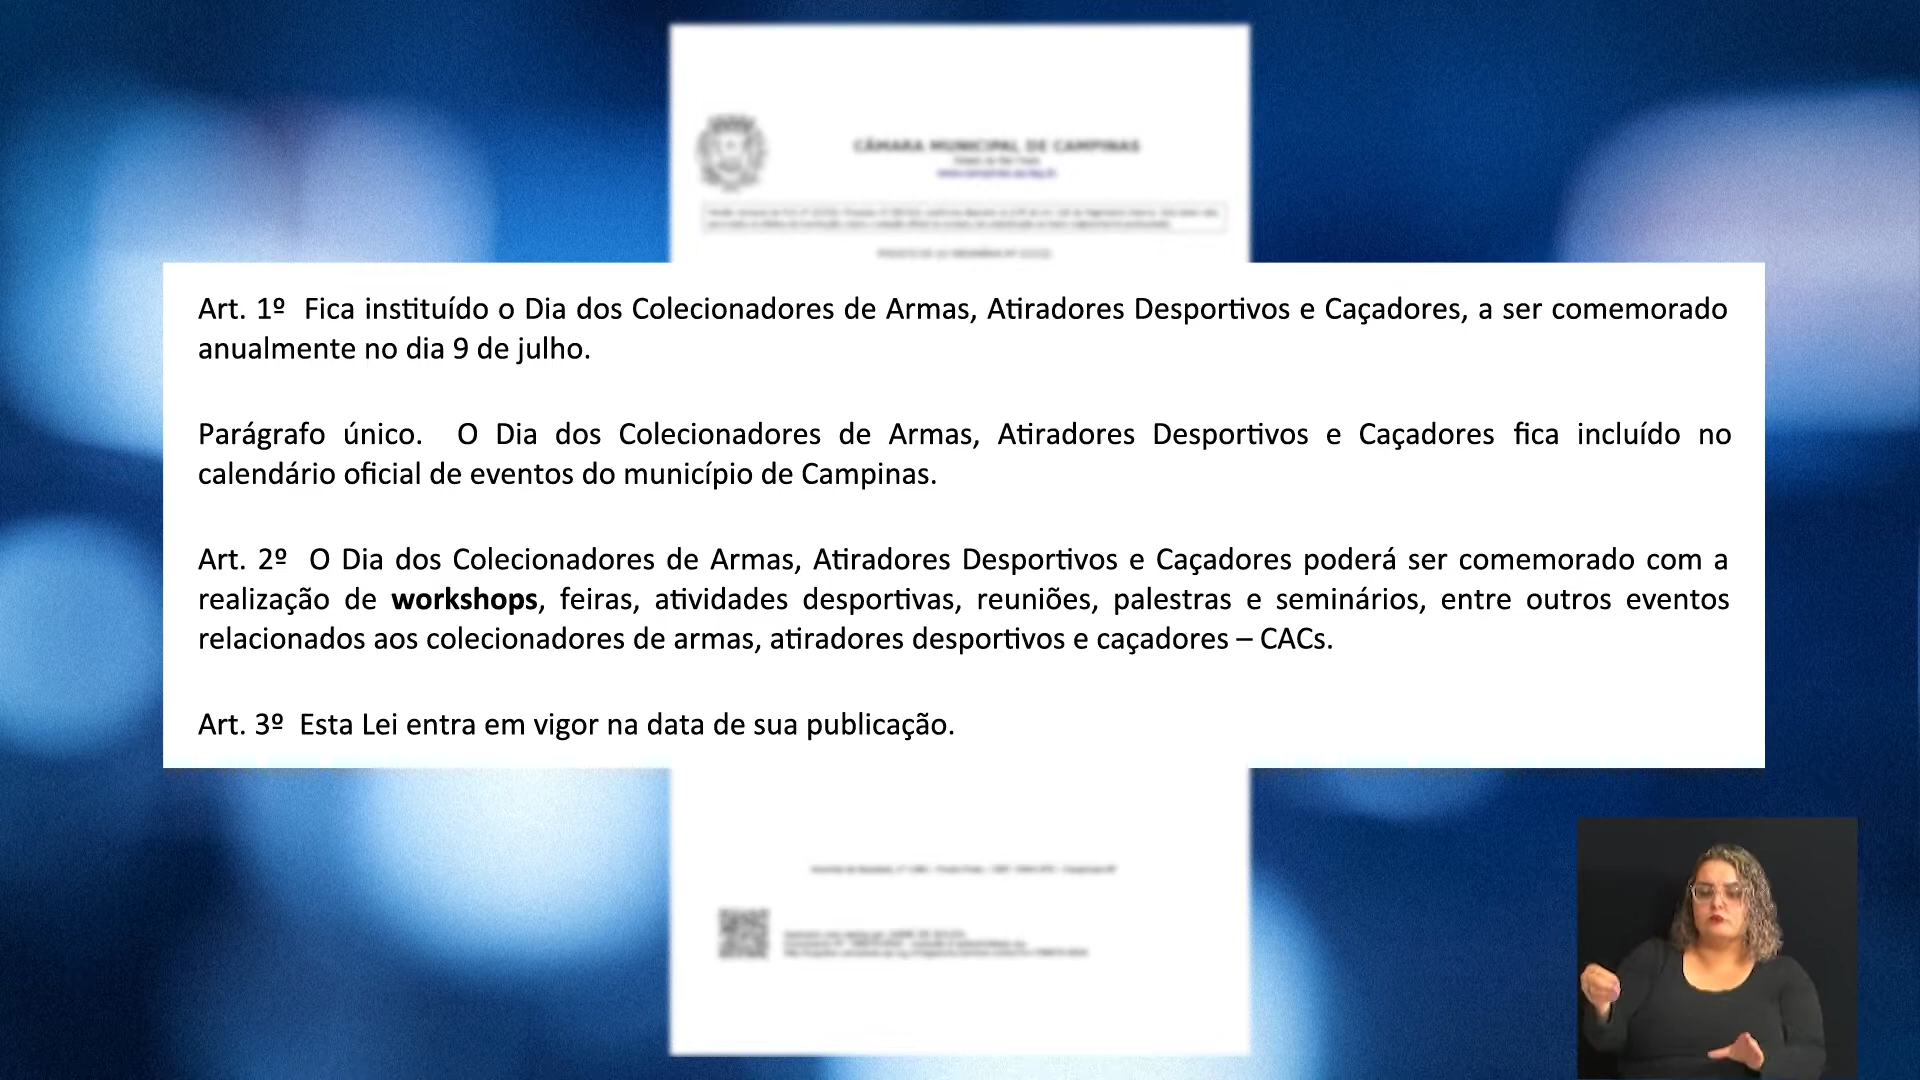 CÂMARA MUNICIPAL DE CAMPINAS
Art. 1º Fica instituído o Dia dos Colecionadores de Armas, Atiradores Desportivos e Caçadores, a ser comemorado
anualmente no dia 9 de julho.
Parágrafo único. O Dia dos Colecionadores de Armas, Atiradores Desportivos e Caçadores fica incluído no
calendário oficial de eventos do município de Campinas.
Art. 2º O Dia dos Colecionadores de Armas, Atiradores Desportivos e Caçadores poderá ser comemorado com a
realização de workshops, feiras, atividades desportivas, reuniões, palestras e seminários, entre outros eventos
relacionados aos colecionadores de armas, atiradores desportivos e caçadores – CACs.
Art. 3º Esta Lei entra em vigor na data de sua publicação.